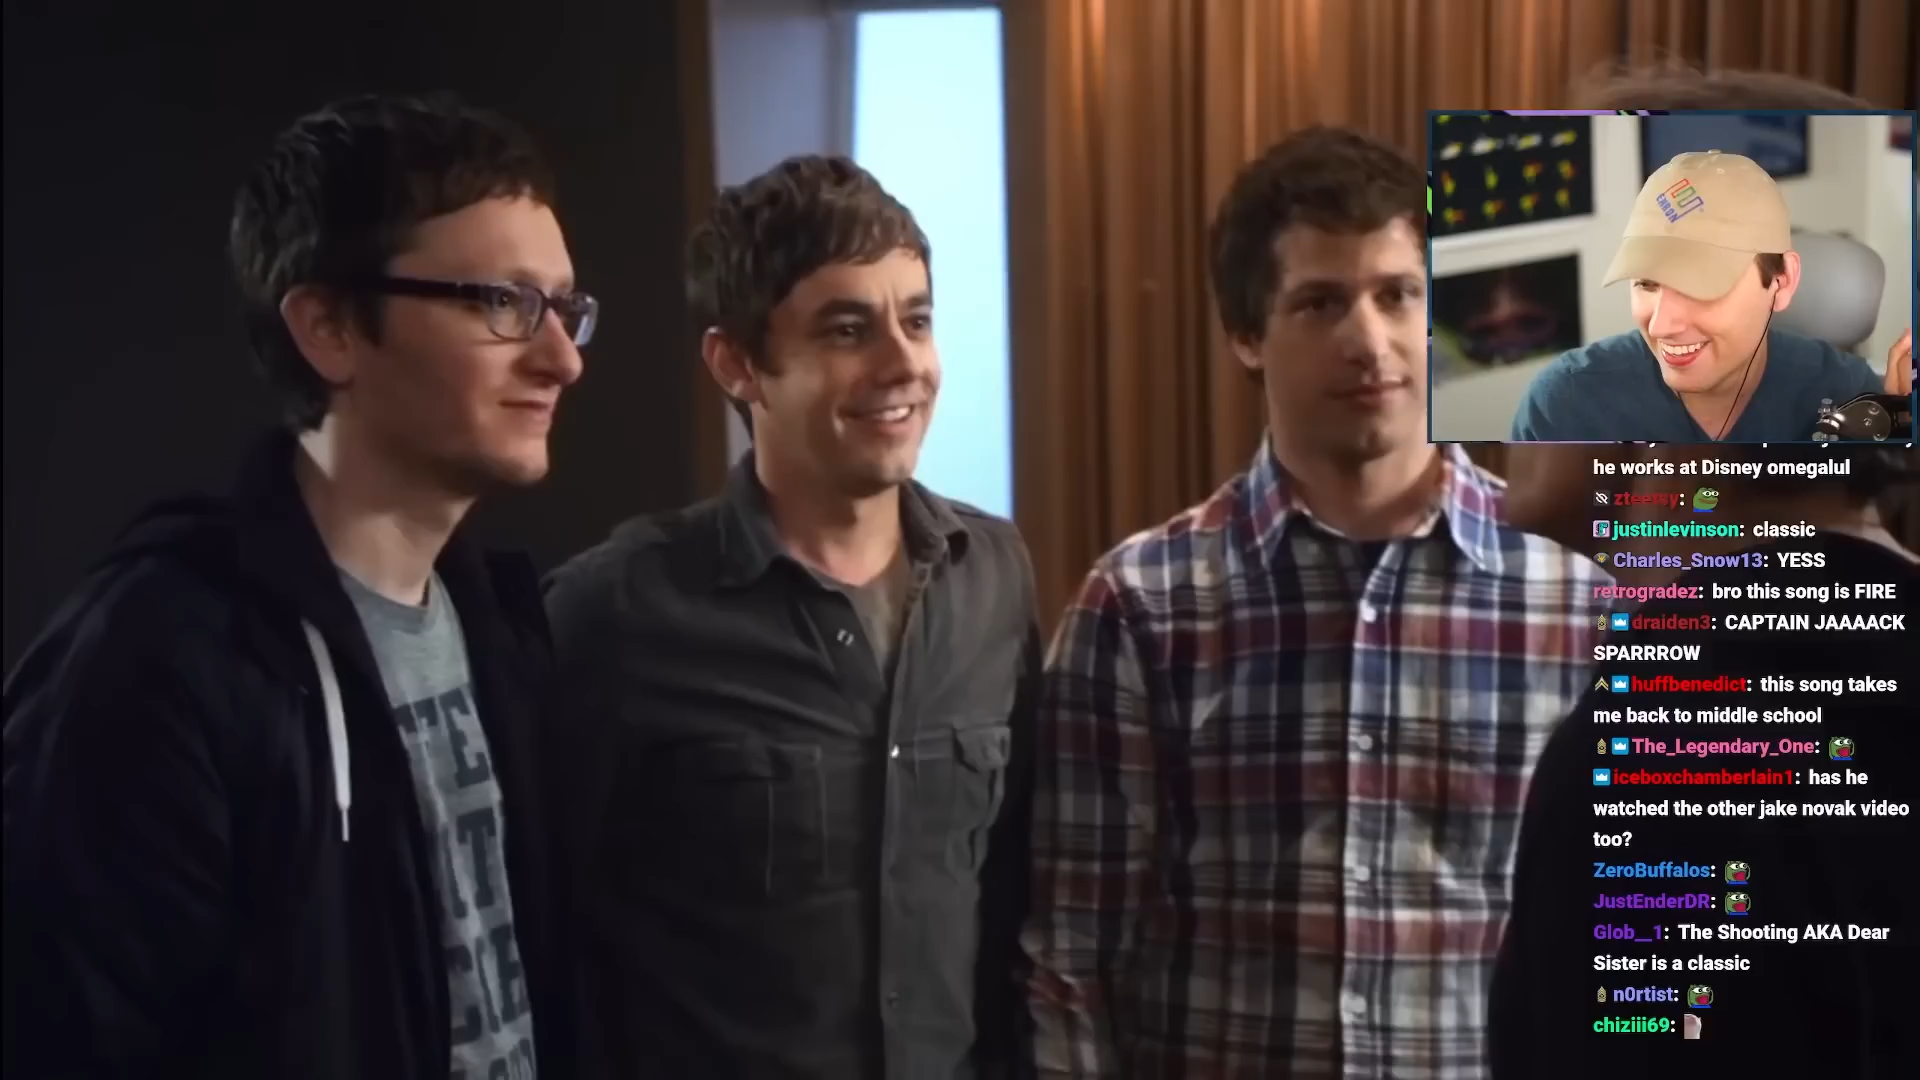 ENRON
he works at Disney omegalul
zteensy:
justinlevinson: classic
Charles_Snow13: YESS
retrogradez: bro this song is FIRE
draiden3: CAPTAIN JAAAACK
SPARRROW
huffbenedict: this song takes
me back to middle school
The_Legendary_One:
iceboxchamberlain1: has he
watched the other jake novak video
too?
ZeroBuffalos:
JustEnderDR:
Glob__1: The Shooting AKA Dear
Sister is a classic
n0rtist:
chiziii69: